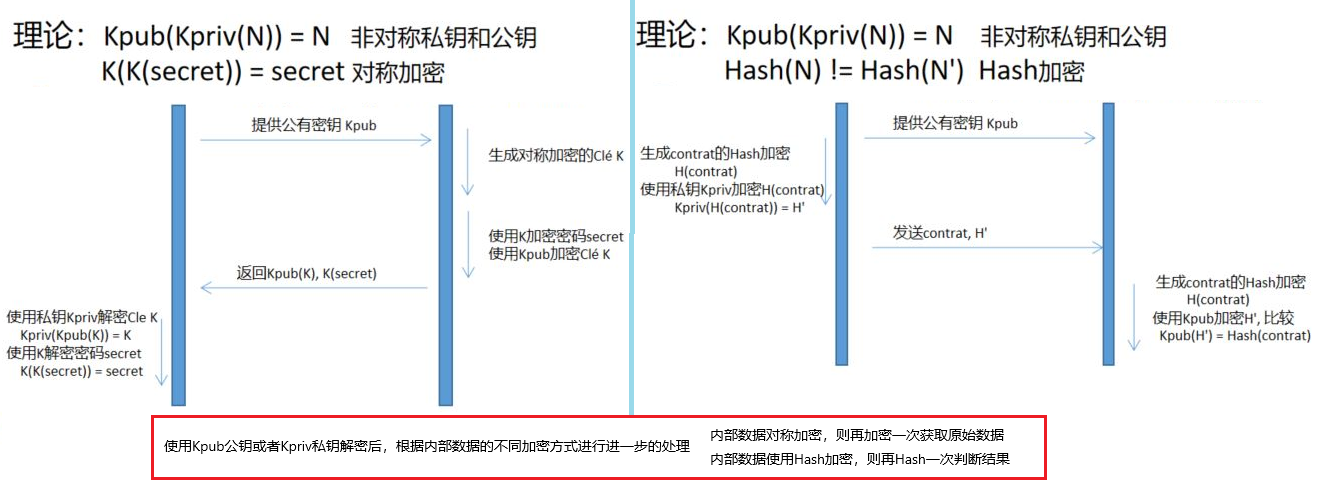 理论：Kpub(Kpriv(N)) = N 非对称私钥和公钥
K(K(secret)) = secret 对称加密
提供公有密钥 Kpub
生成对称加密的Clé K
使用K加密密码secret
使用Kpub加密Clé K
返回Kpub(K), K(secret)
使用私钥Kpriv解密Cle K
Kpriv(Kpub(K)) = K
使用K解密密码secret
K(K(secret)) = secret
理论：Kpub(Kpriv(N)) = N 非对称私钥和公钥
Hash(N) != Hash(N') Hash加密
提供公有密钥 Kpub
生成contrat的Hash加密
H(contrat)
使用私钥Kpriv加密H(contrat)
Kpriv(H(contrat)) = H'
发送contrat, H'
生成contrat的Hash加密
H(contrat)
使用Kpub加密H', 比较
Kpub(H') = Hash(contrat)
使用Kpub公钥或者Kpriv私钥解密后，根据内部数据的不同加密方式进行进一步的处理
内部数据对称加密，则再加密一次获取原始数据
内部数据使用Hash加密，则再Hash一次判断结果